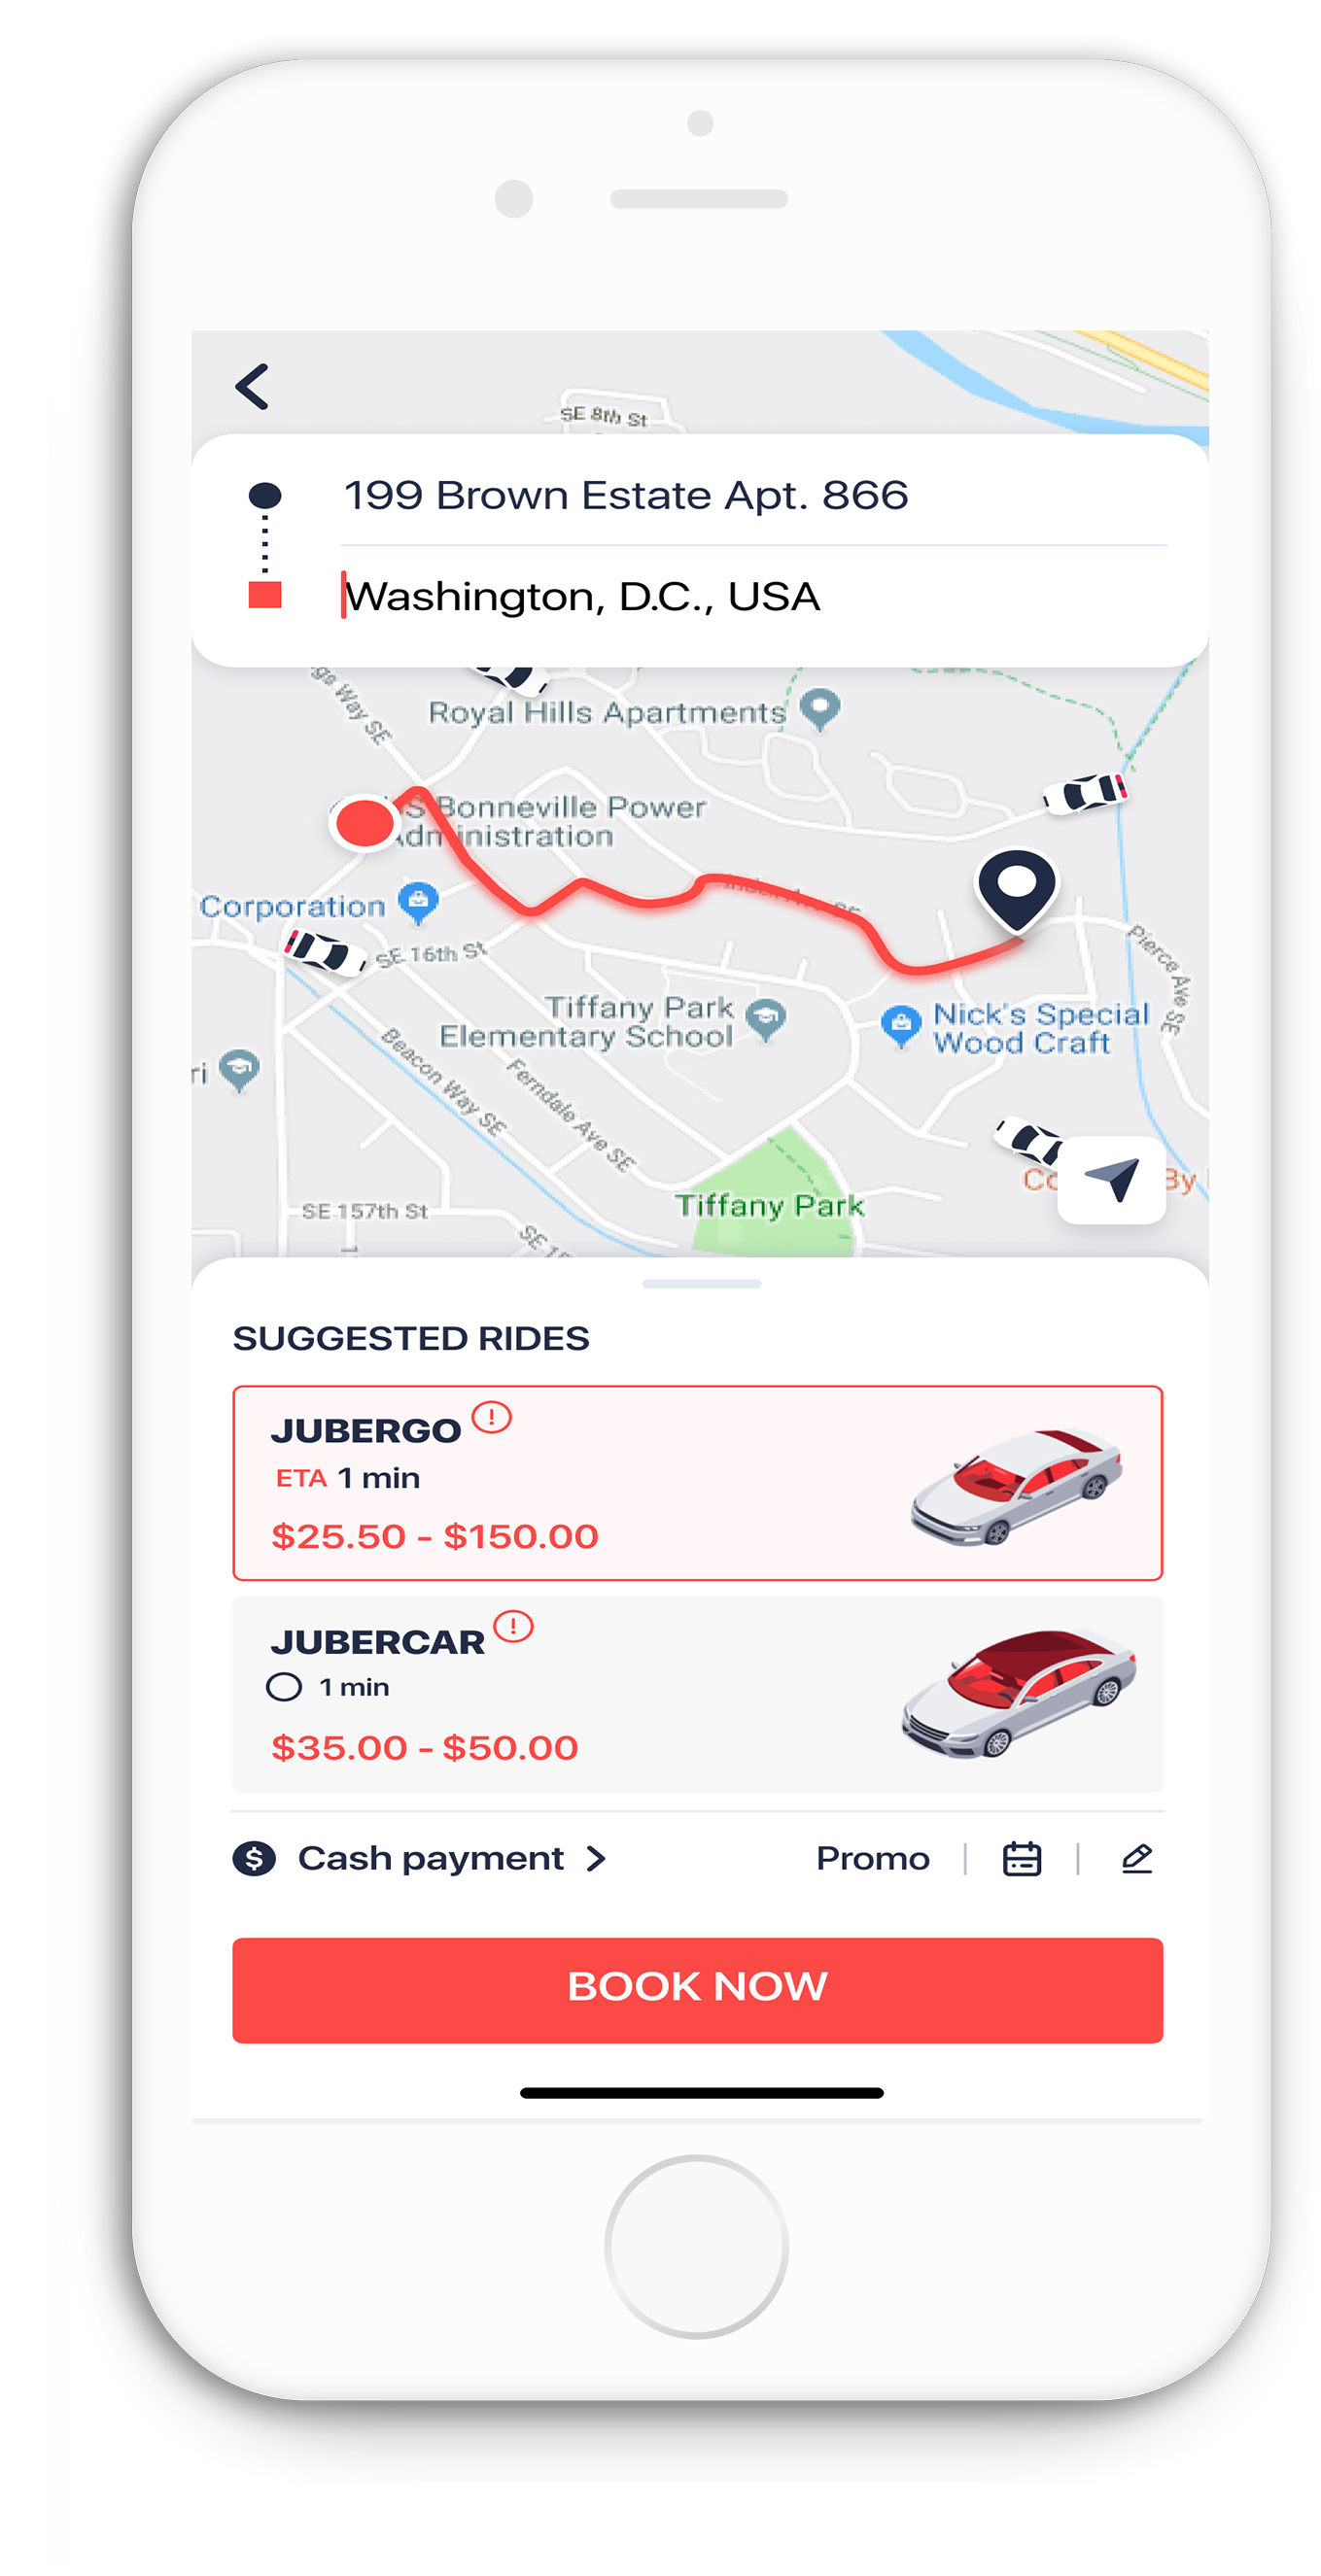 SE 8th St
199 Brown Estate Apt. 866
Washington, D.C., USA
Way SE
Royal Hills Apartments
Bonneville Power
Administration
Corporation
SE 16th St
Pierce Ave SE
Tiffany Park
Elementary School
Nick's Special
Wood Craft
Beacon Way SE
Ferndale Ave SE
Tiffany Park
By
SE 157th St
SUGGESTED RIDES
JUBERGO
ETA 1 min
$25.50 - $150.00
JUBERCAR
1 min
$35.00 - $50.00
$ Cash payment
Promo
BOOK NOW